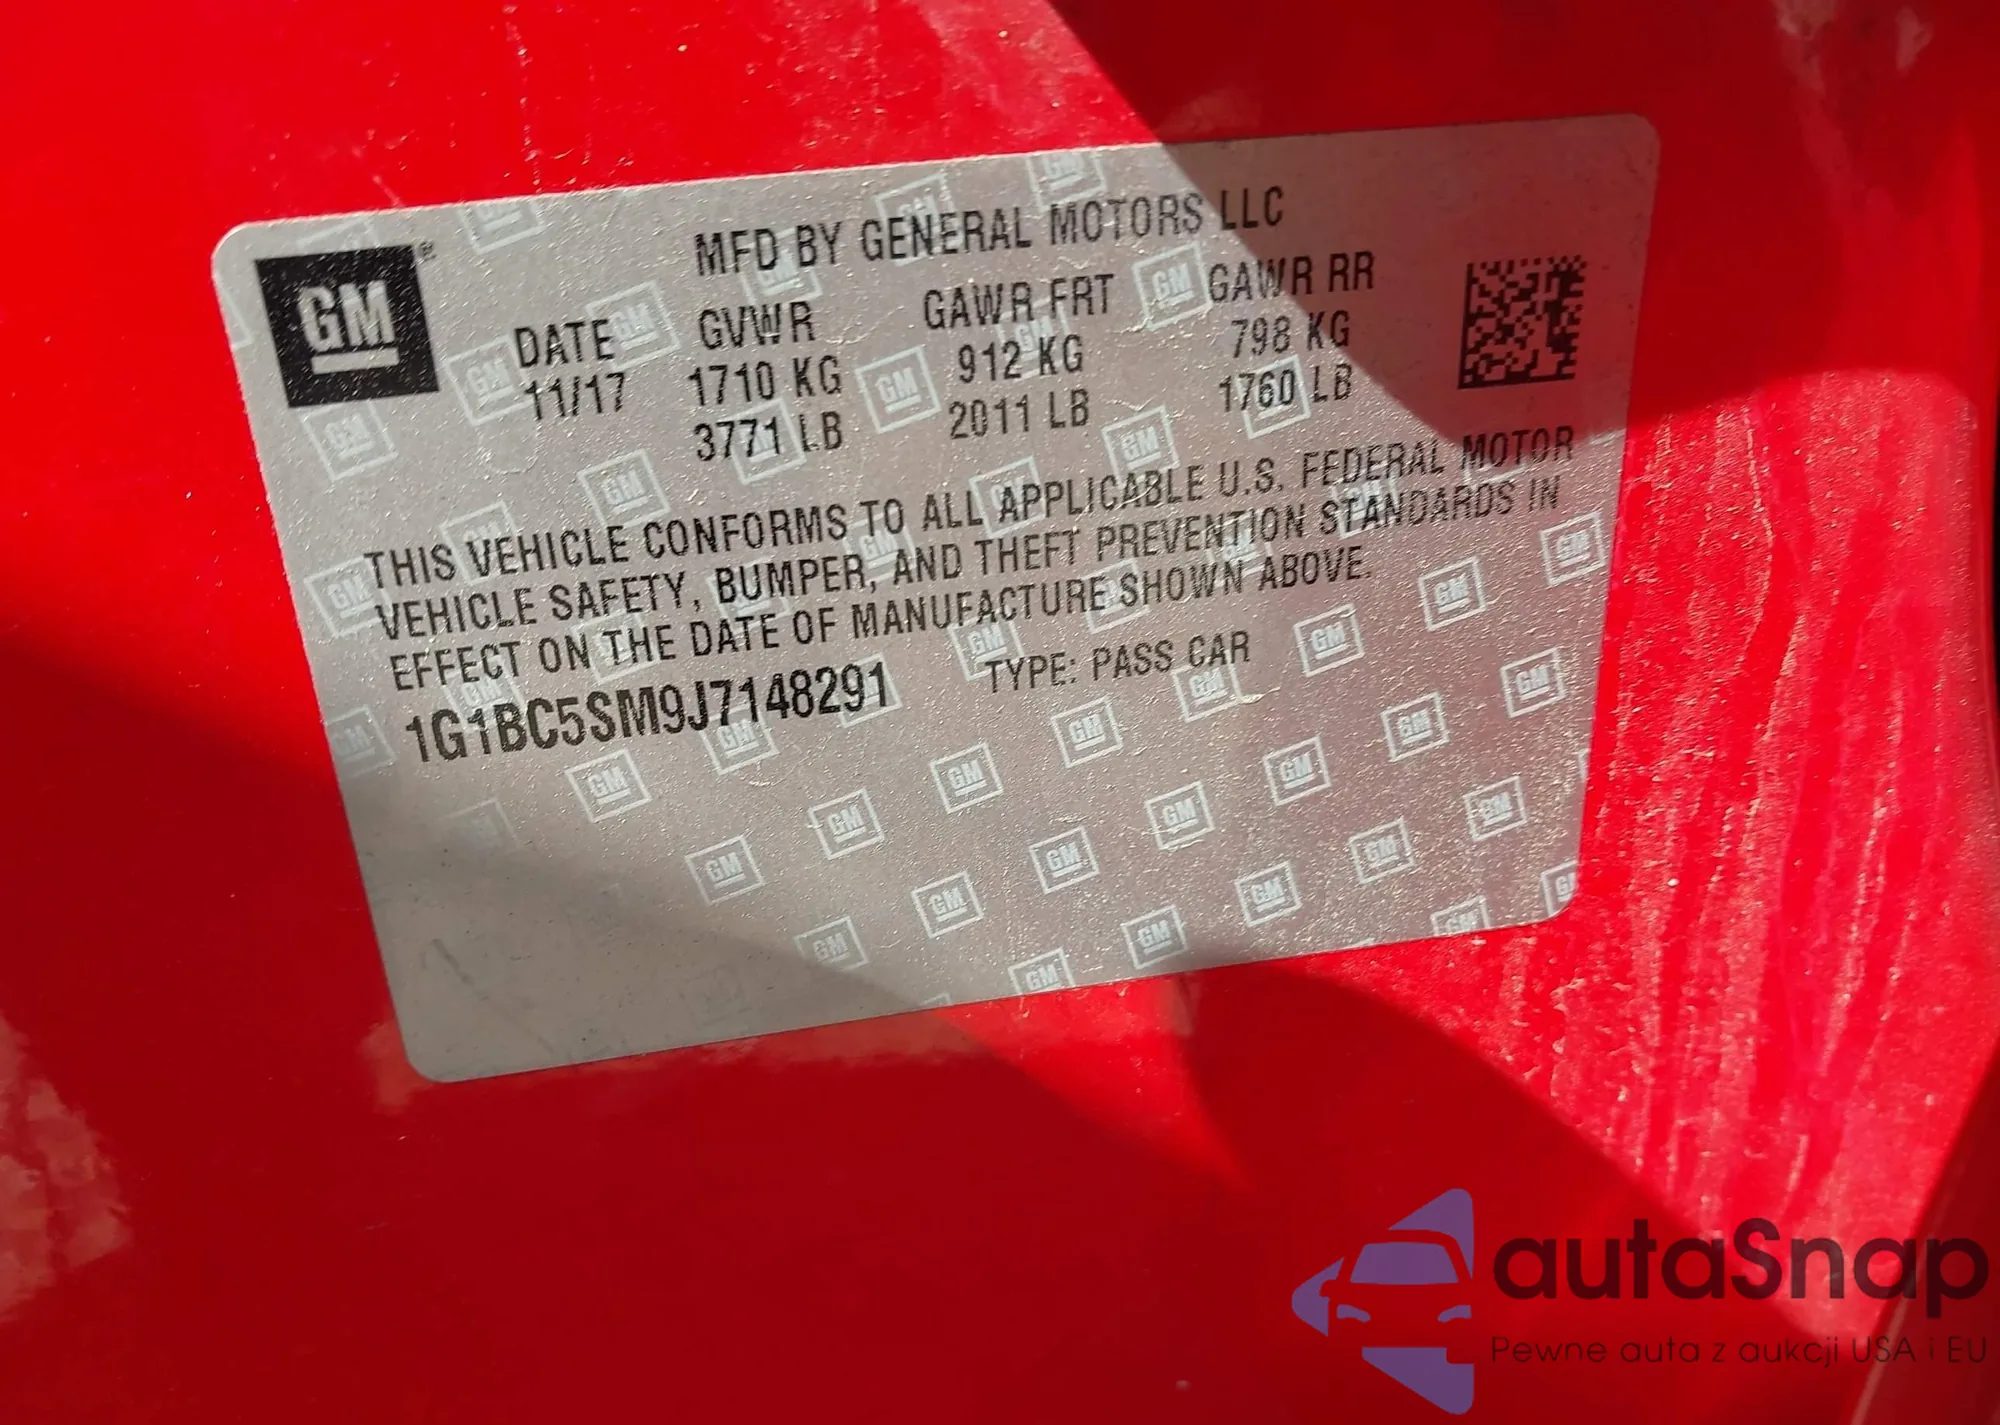 GM
MFD BY GENERAL MOTORS LLC
DATE GVWR GAWR FRT GAWR RR
11/17 1710 KG 912 KG 798 KG
3771 LB 2011 LB 1760 LB
THIS VEHICLE CONFORMS TO ALL APPLICABLE U.S. FEDERAL MOTOR
VEHICLE SAFETY, BUMPER, AND THEFT PREVENTION STANDARDS IN
EFFECT ON THE DATE OF MANUFACTURE SHOWN ABOVE.
1G1BC5SM9J7148291 TYPE: PASS CAR
autaSnap
Pewne auta z aukcji USA i EU